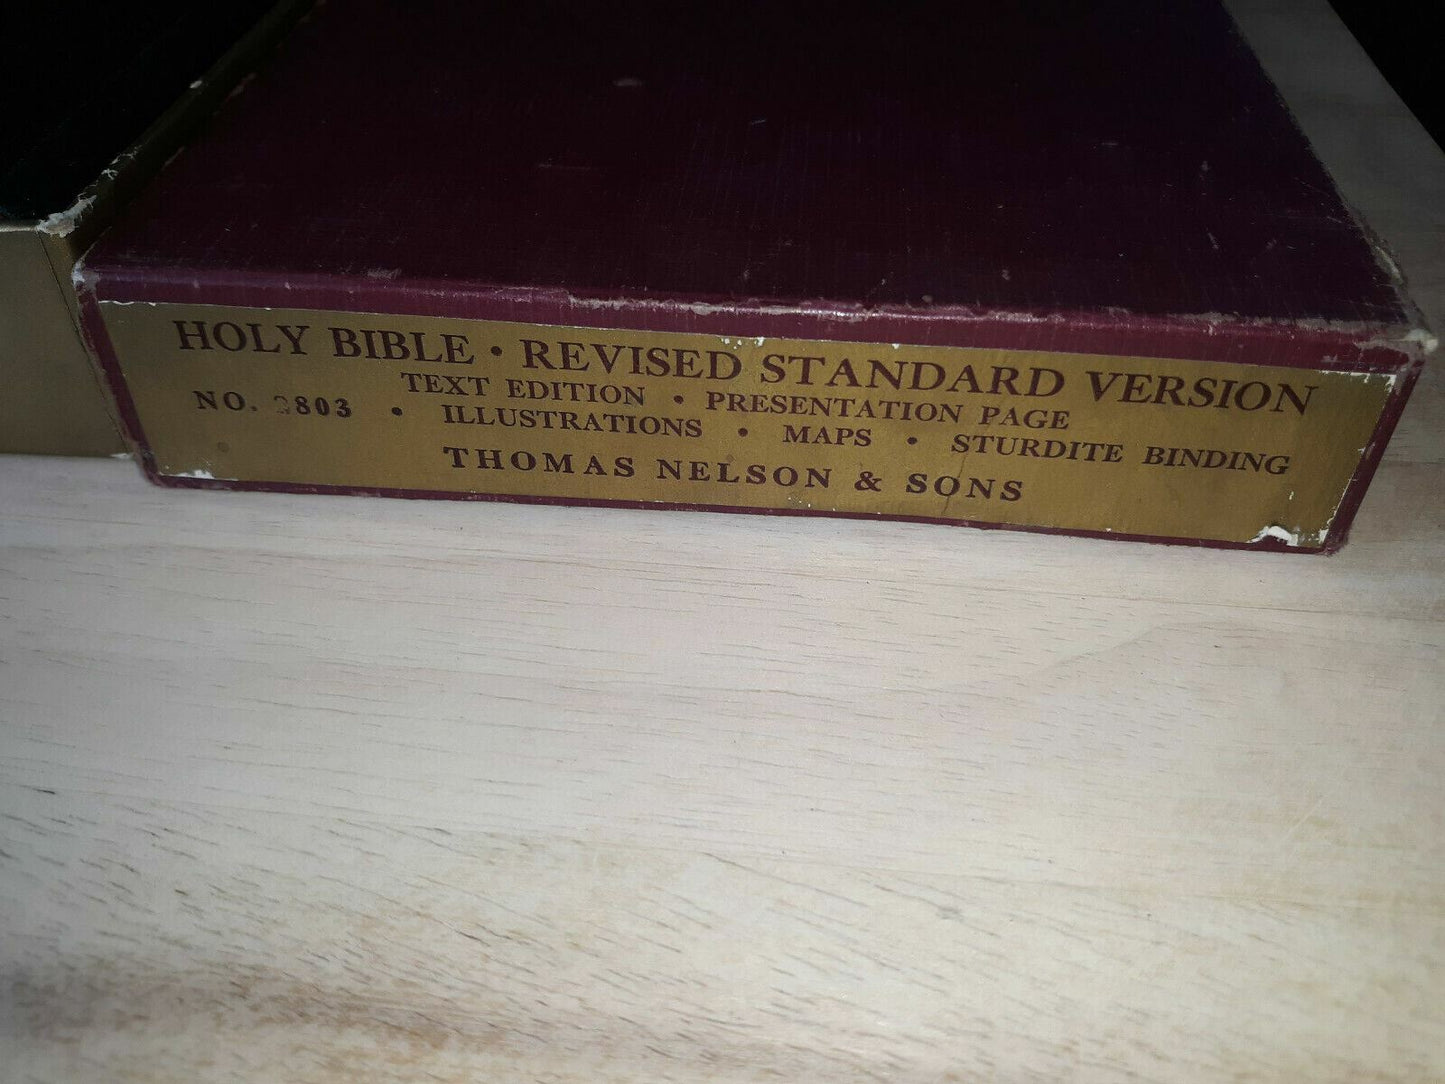 HOLY BIBLE • REVISED STANDARD VERSION
TEXT EDITION • PRESENTATION PAGE
NO. 2803 • ILLUSTRATIONS • MAPS • STURDITE BINDING
THOMAS NELSON & SONS